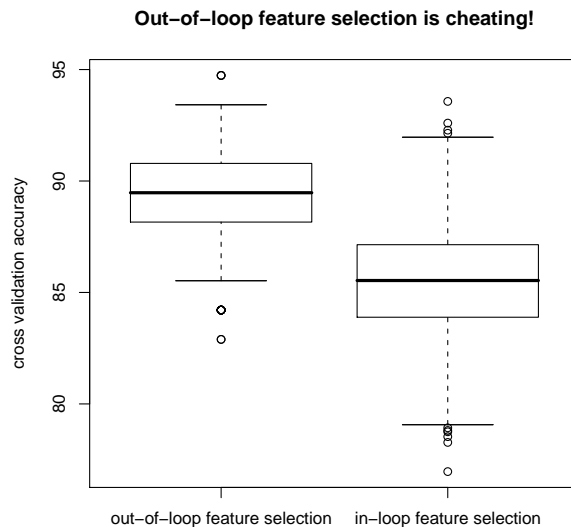 Out−of−loop feature selection is cheating!
cross validation accuracy
95
90
85
80
out−of−loop feature selection
in−loop feature selection